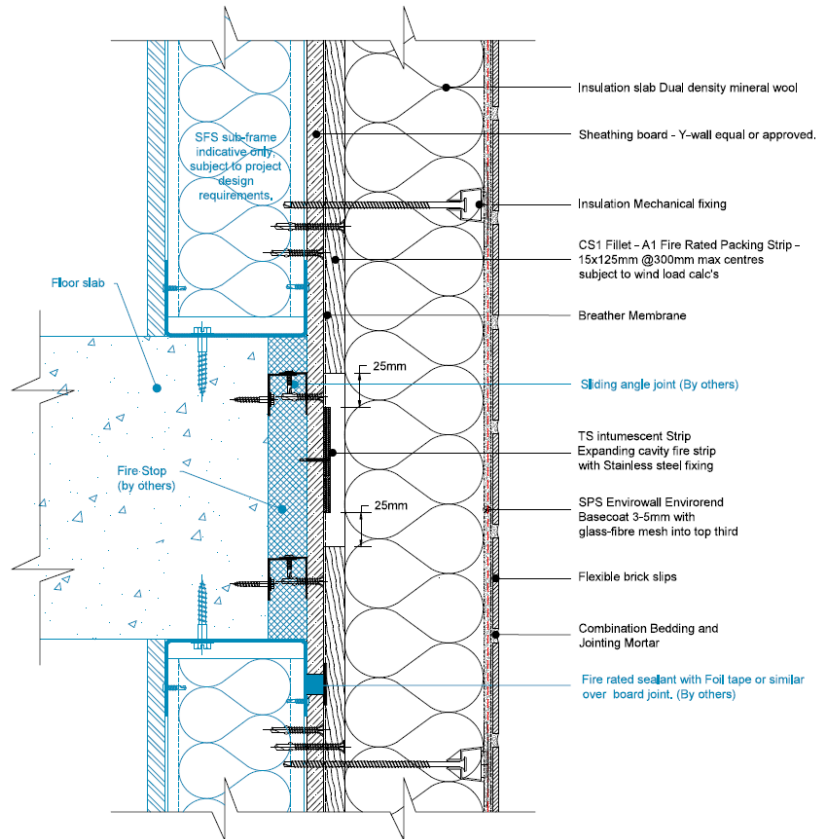 Insulation slab Dual density mineral wool
SFS sub-frame
indicative only,
subject to project
design
requirements.
Sheathing board - Y-wall equal or approved.
Insulation Mechanical fixing
CS1 Fillet - A1 Fire Rated Packing Strip -
15x125mm @300mm max centres
subject to wind load calc's
Floor slab
Breather Membrane
25mm
Sliding angle joint (By others)
TS intumescent Strip
Expanding cavity fire strip
with Stainless steel fixing
Fire Stop
(by others)
25mm
SPS Envirowall Envirorend
Basecoat 3-5mm with
glass-fibre mesh into top third
Flexible brick slips
Combination Bedding and
Jointing Mortar
Fire rated sealant with Foil tape or similar
over board joint. (By others)